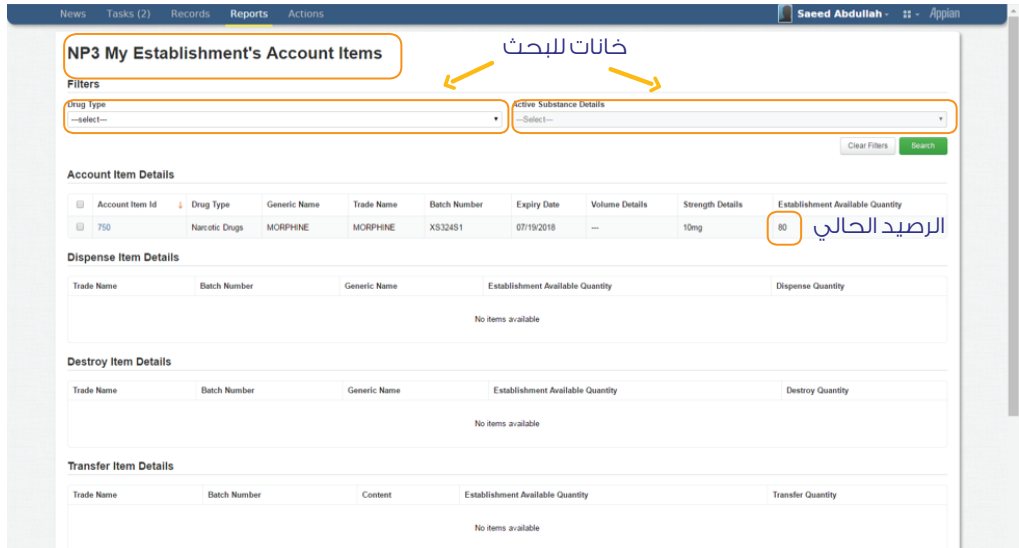 News Tasks (2) Records Reports Actions Saeed Abdullah Appian
NP3 My Establishment's Account Items
خانات للبحث
Filters
Drug Type Active Substance Details
---select--- ---Select---
Clear Filters Search
Account Item Details
Account Item Id Drug Type Generic Name Trade Name Batch Number Expiry Date Volume Details Strength Details Establishment Available Quantity
750 Narcotic Drugs MORPHINE MORPHINE XS324S1 07/19/2018 --- 10mg 80 الرصيد الحالي
Dispense Item Details
Trade Name Batch Number Generic Name Establishment Available Quantity Dispense Quantity
No items available
Destroy Item Details
Trade Name Batch Number Generic Name Establishment Available Quantity Destroy Quantity
No items available
Transfer Item Details
Trade Name Batch Number Content Establishment Available Quantity Transfer Quantity
No items available